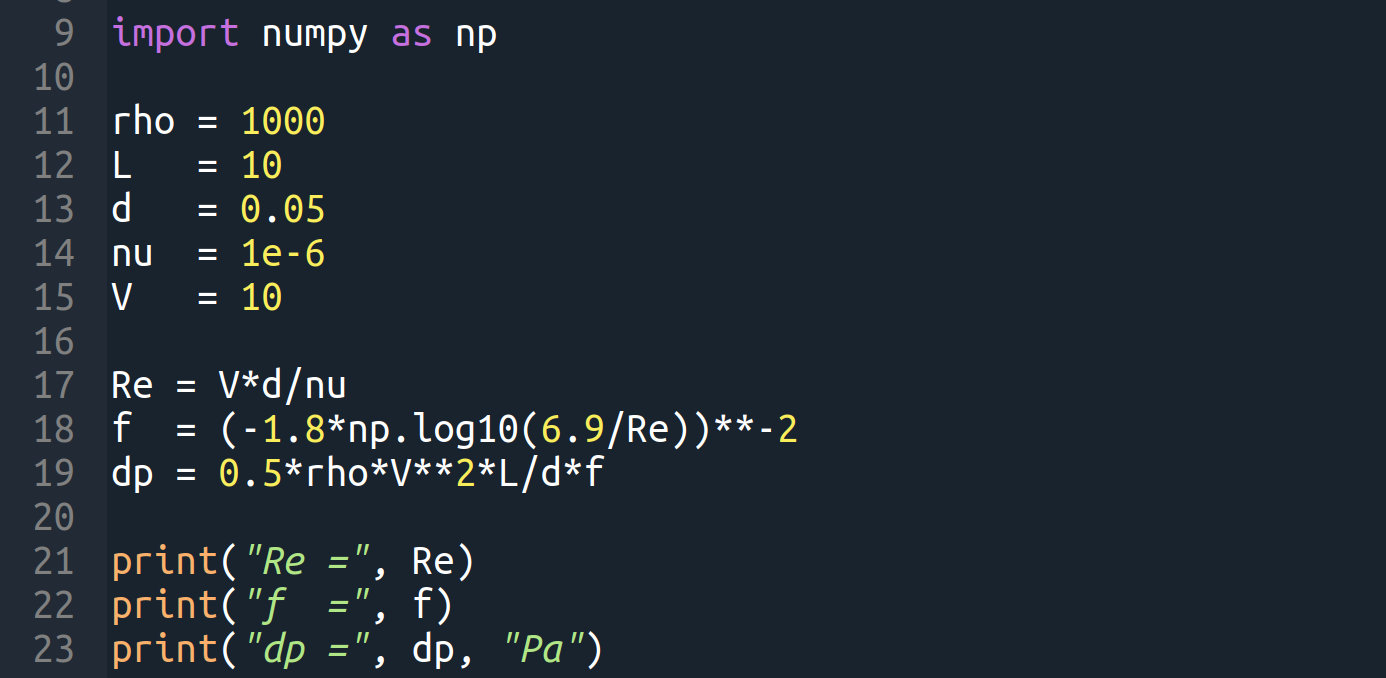 9 import numpy as np
10
11 rho = 1000
12 L   = 10
13 d   = 0.05
14 nu  = 1e-6
15 V   = 10
16
17 Re = V*d/nu
18 f  = (-1.8*np.log10(6.9/Re))**-2
19 dp = 0.5*rho*V**2*L/d*f
20
21 print("Re =", Re)
22 print("f  =", f)
23 print("dp =", dp, "Pa")